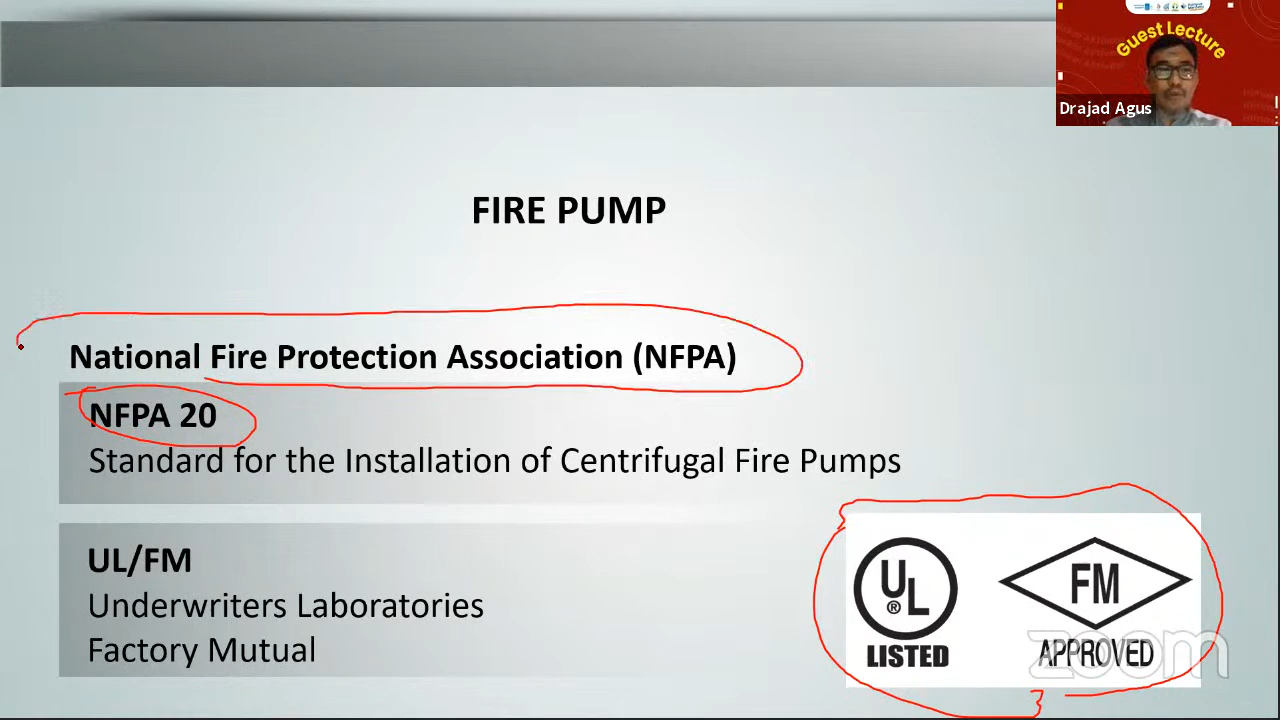 Guest Lecture
Drajad Agus
FIRE PUMP
National Fire Protection Association (NFPA)
NFPA 20
Standard for the Installation of Centrifugal Fire Pumps
UL/FM
Underwriters Laboratories
Factory Mutual
UL
®
LISTED
FM
APPROVED
zoom